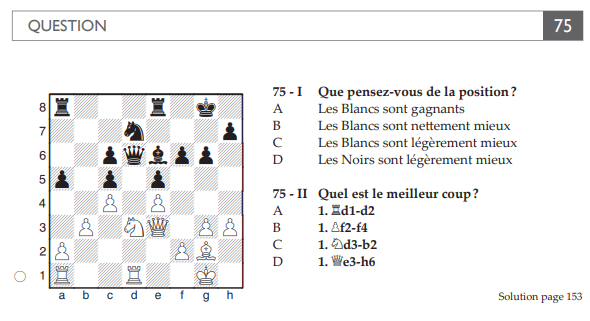 QUESTION 75
8
7
6
5
4
3
2
1
a b c d e f g h
75 - I Que pensez-vous de la position ?
A Les Blancs sont gagnants
B Les Blancs sont nettement mieux
C Les Blancs sont légèrement mieux
D Les Noirs sont légèrement mieux
75 - II Quel est le meilleur coup ?
A 1. ♖d1-d2
B 1. ♙f2-f4
C 1. ♘d3-b2
D 1. ♕e3-h6
Solution page 153